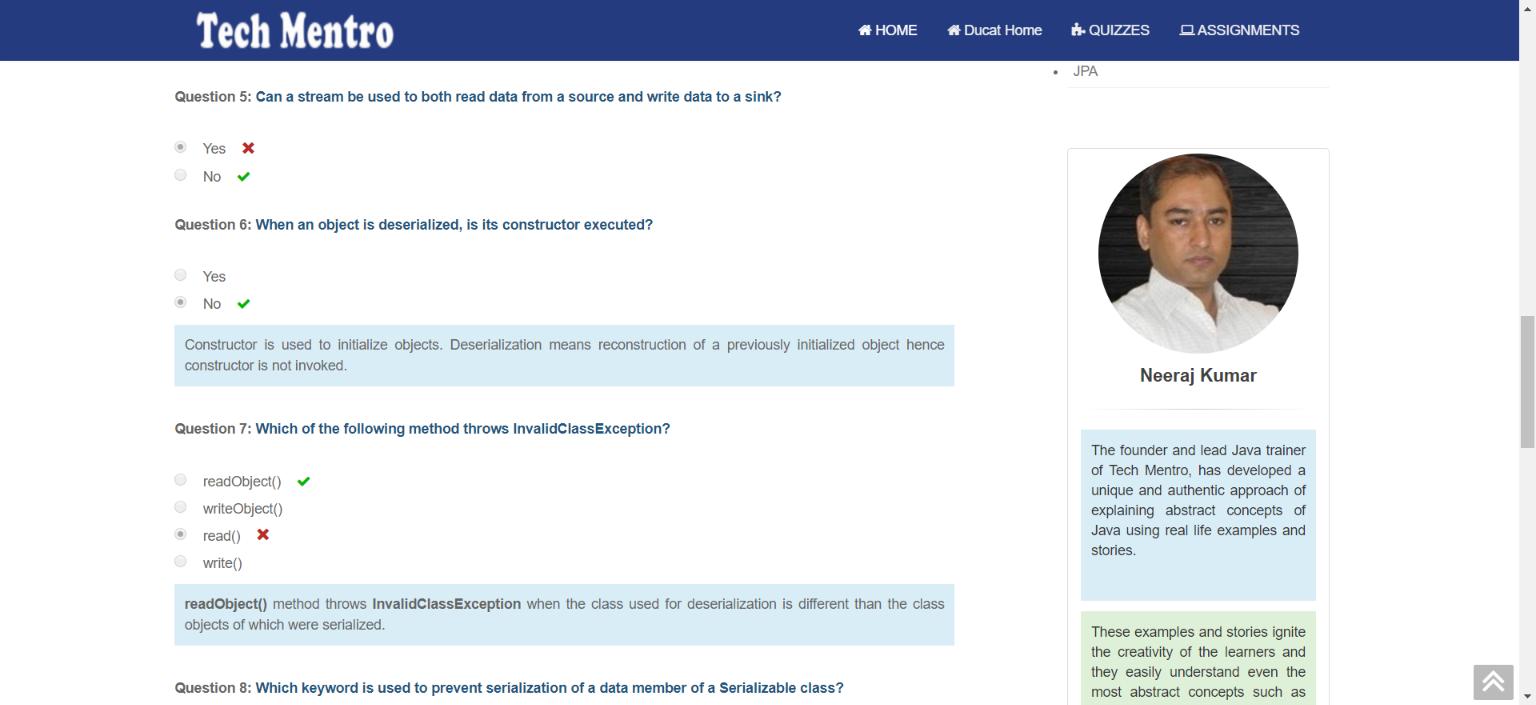 Tech Mentro
HOME
Ducat Home
QUIZZES
ASSIGNMENTS
Question 5: Can a stream be used to both read data from a source and write data to a sink?
Yes
No
Question 6: When an object is deserialized, is its constructor executed?
Yes
No
Constructor is used to initialize objects. Deserialization means reconstruction of a previously initialized object hence
constructor is not invoked.
Question 7: Which of the following method throws InvalidClassException?
readObject()
writeObject()
read()
write()
readObject() method throws InvalidClassException when the class used for deserialization is different than the class
objects of which were serialized.
Question 8: Which keyword is used to prevent serialization of a data member of a Serializable class?
JPA
Neeraj Kumar
The founder and lead Java trainer
of Tech Mentro, has developed a
unique and authentic approach of
explaining abstract concepts of
Java using real life examples and
stories.
These examples and stories ignite
the creativity of the learners and
they easily understand even the
most abstract concepts such as